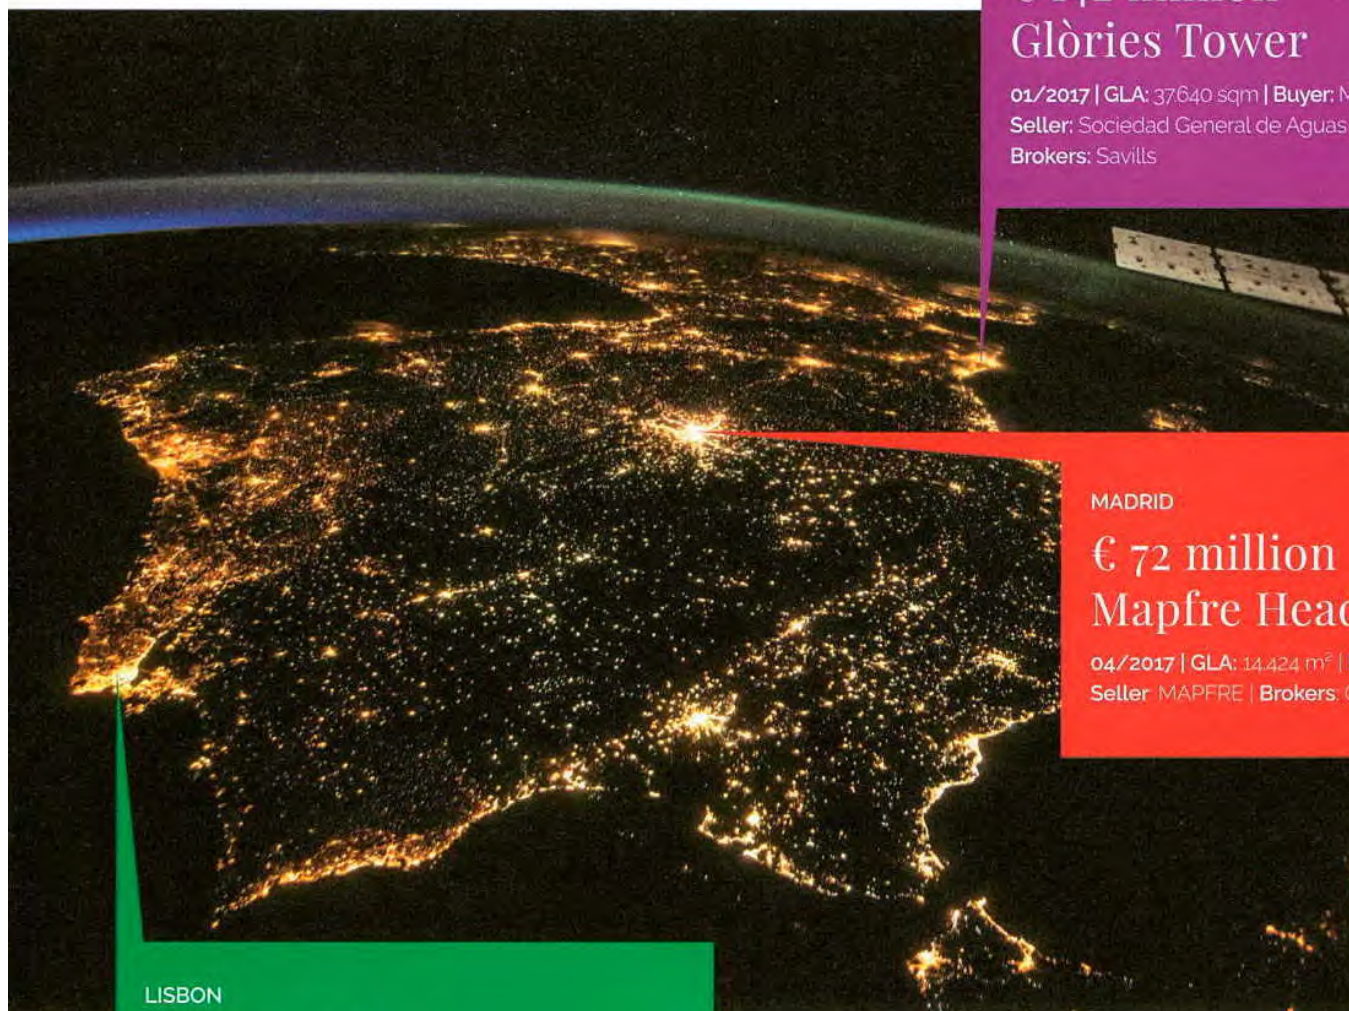 million
Glòries Tower
01/2017 | GLA: 37.640 sqm | Buyer:
Seller: Sociedad General de Aguas
Brokers: Savills
MADRID
€ 72 million
Mapfre
04/2017 | GLA: 14.424 m² |
Seller MAPFRE | Brokers:
LISBON